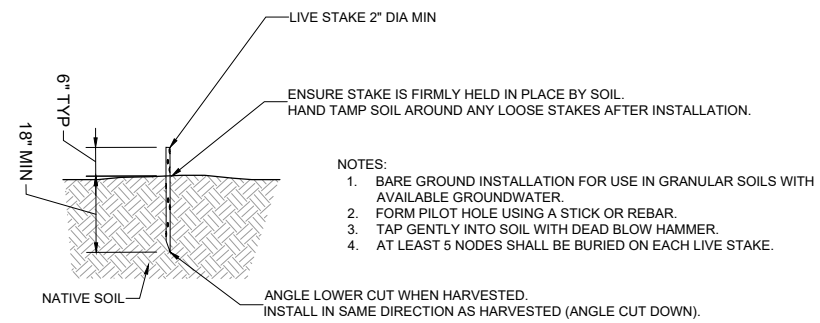 LIVE STAKE 2" DIA MIN
ENSURE STAKE IS FIRMLY HELD IN PLACE BY SOIL.
HAND TAMP SOIL AROUND ANY LOOSE STAKES AFTER INSTALLATION.
6" TYP
18" MIN
NOTES:
1. BARE GROUND INSTALLATION FOR USE IN GRANULAR SOILS WITH
AVAILABLE GROUNDWATER.
2. FORM PILOT HOLE USING A STICK OR REBAR.
3. TAP GENTLY INTO SOIL WITH DEAD BLOW HAMMER.
4. AT LEAST 5 NODES SHALL BE BURIED ON EACH LIVE STAKE.
NATIVE SOIL
ANGLE LOWER CUT WHEN HARVESTED.
INSTALL IN SAME DIRECTION AS HARVESTED (ANGLE CUT DOWN).